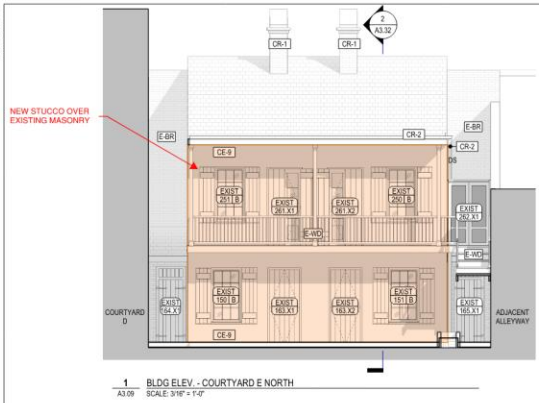 2
A3.32
CR-1
CR-1
NEW STUCCO OVER
EXISTING MASONRY
E-BR
CR-2
E-BR
CE-9
CR-2
DS
EXIST
251 B
EXIST
261.X1
EXIST
261.X2
EXIST
250 B
EXIST
262.X1
E-WD
E-WD
EXIST
164.X1
EXIST
150 B
EXIST
163.X1
EXIST
163.X2
EXIST
151 B
EXIST
165.X1
COURTYARD
D
ADJACENT
ALLEYWAY
CE-9
1 BLDG ELEV. - COURTYARD E NORTH
A3.09 SCALE: 3/16" = 1'-0"